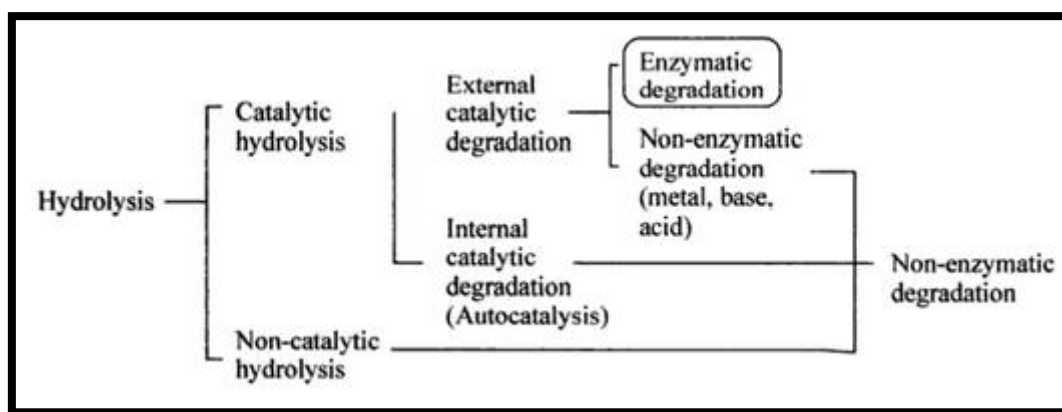 Hydrolysis
Catalytic
hydrolysis
Non-catalytic
hydrolysis
External
catalytic
degradation
Internal
catalytic
degradation
(Autocatalysis)
Enzymatic
degradation
Non-enzymatic
degradation
(metal, base,
acid)
Non-enzymatic
degradation